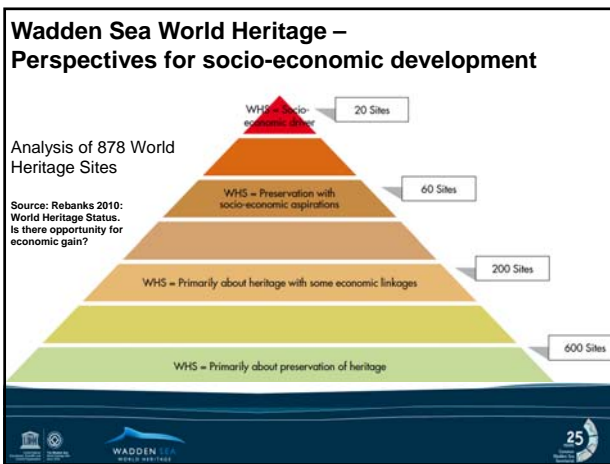 Wadden Sea World Heritage –
Perspectives for socio-economic development
WHS = Socio-
economic driver
20 Sites
Analysis of 878 World
Heritage Sites
Source: Rebanks 2010:
World Heritage Status.
Is there opportunity for
economic gain?
WHS = Preservation with
socio-economic aspirations
60 Sites
WHS = Primarily about heritage with some economic linkages
200 Sites
WHS = Primarily about preservation of heritage
600 Sites
WADDEN SEA
WORLD HERITAGE
25